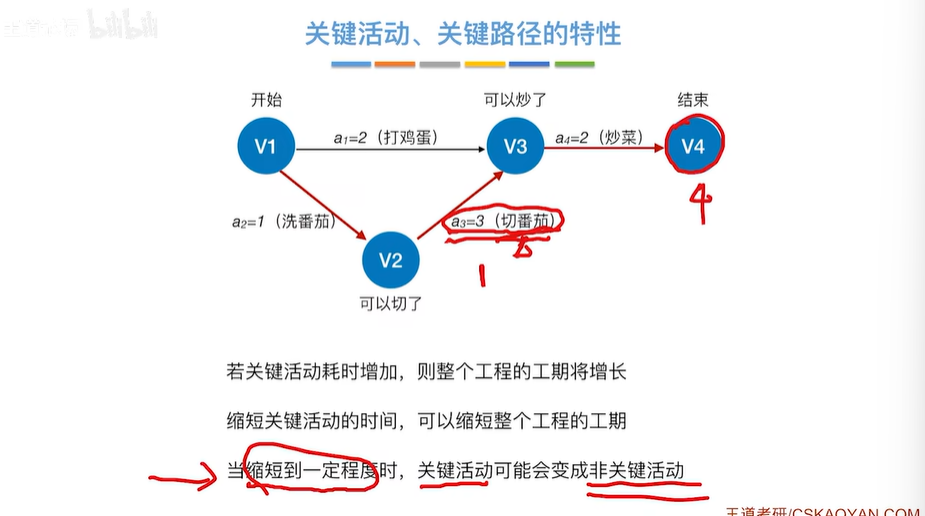 bilibili
关键活动、关键路径的特性
开始
可以炒了
结束
V1
a₁=2（打鸡蛋）
V3
a₄=2（炒菜）
V4
4
a₂=1（洗番茄）
a₃=3（切番茄）
V2
1
可以切了
若关键活动耗时增加，则整个工程的工期将增长
缩短关键活动的时间，可以缩短整个工程的工期
当缩短到一定程度时，关键活动可能会变成非关键活动
王道考研/CSKAOYAN.COM